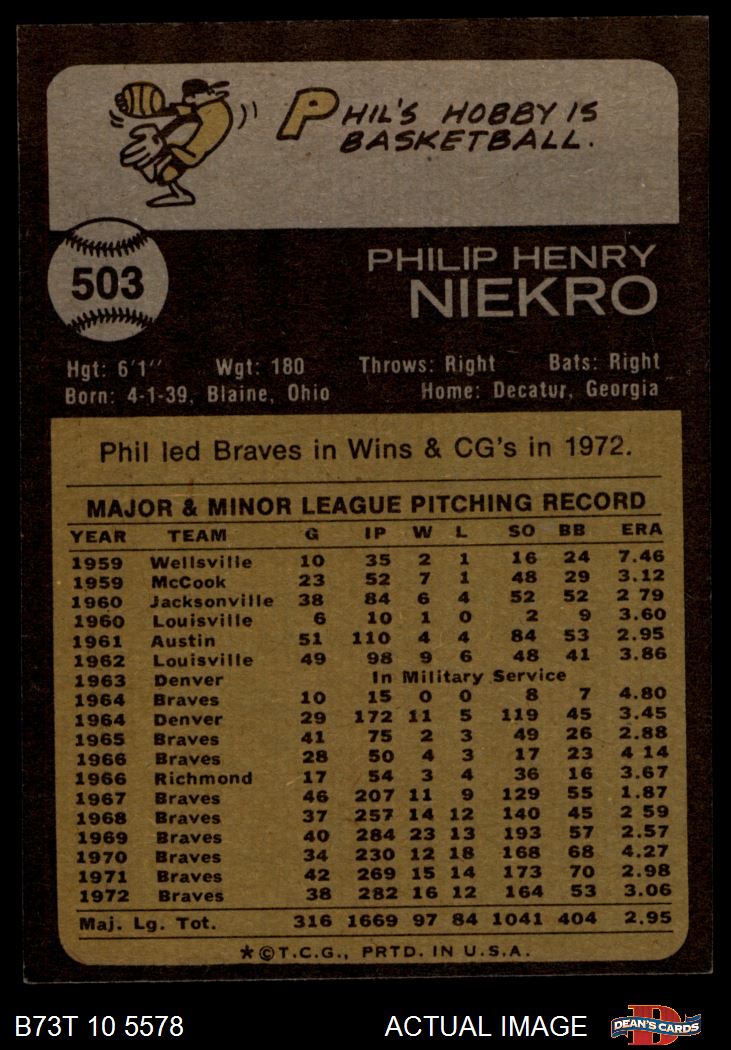 PHIL'S HOBBY IS
BASKETBALL.
503
PHILIP HENRY
NIEKRO
Hgt: 6'1" Wgt: 180 Throws: Right Bats: Right
Born: 4-1-39, Blaine, Ohio Home: Decatur, Georgia
Phil led Braves in Wins & CG's in 1972.
MAJOR & MINOR LEAGUE PITCHING RECORD
YEAR TEAM G IP W L SO BB ERA
1959 Wellsville 10 35 2 1 16 24 7.46
1959 McCook 23 52 7 1 48 29 3.12
1960 Jacksonville 38 84 6 4 52 52 2 79
1960 Louisville 6 10 1 0 2 9 3.60
1961 Austin 51 110 4 4 84 53 2.95
1962 Louisville 49 98 9 6 48 41 3.86
1963 Denver In Military Service
1964 Braves 10 15 0 0 8 7 4.80
1964 Denver 29 172 11 5 119 45 3.45
1965 Braves 41 75 2 3 49 26 2.88
1966 Braves 28 50 4 3 17 23 4 14
1966 Richmond 17 54 3 4 36 16 3.67
1967 Braves 46 207 11 9 129 55 1.87
1968 Braves 37 257 14 12 140 45 2 59
1969 Braves 40 284 23 13 193 57 2.57
1970 Braves 34 230 12 18 168 68 4.27
1971 Braves 42 269 15 14 173 70 2.98
1972 Braves 38 282 16 12 164 53 3.06
Maj. Lg. Tot. 316 1669 97 84 1041 404 2.95
*©T.C.G., PRTD. IN U.S.A.
B73T 10 5578 ACTUAL IMAGE D DEAN'S CARDS